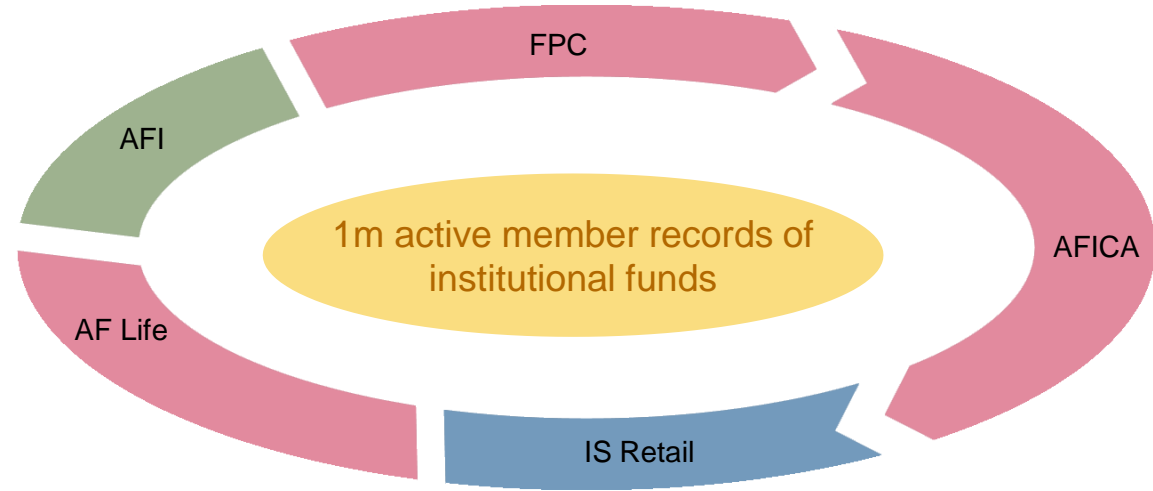 FPC
AFI
AFICA
1m active member records of
institutional funds
AF Life
IS Retail